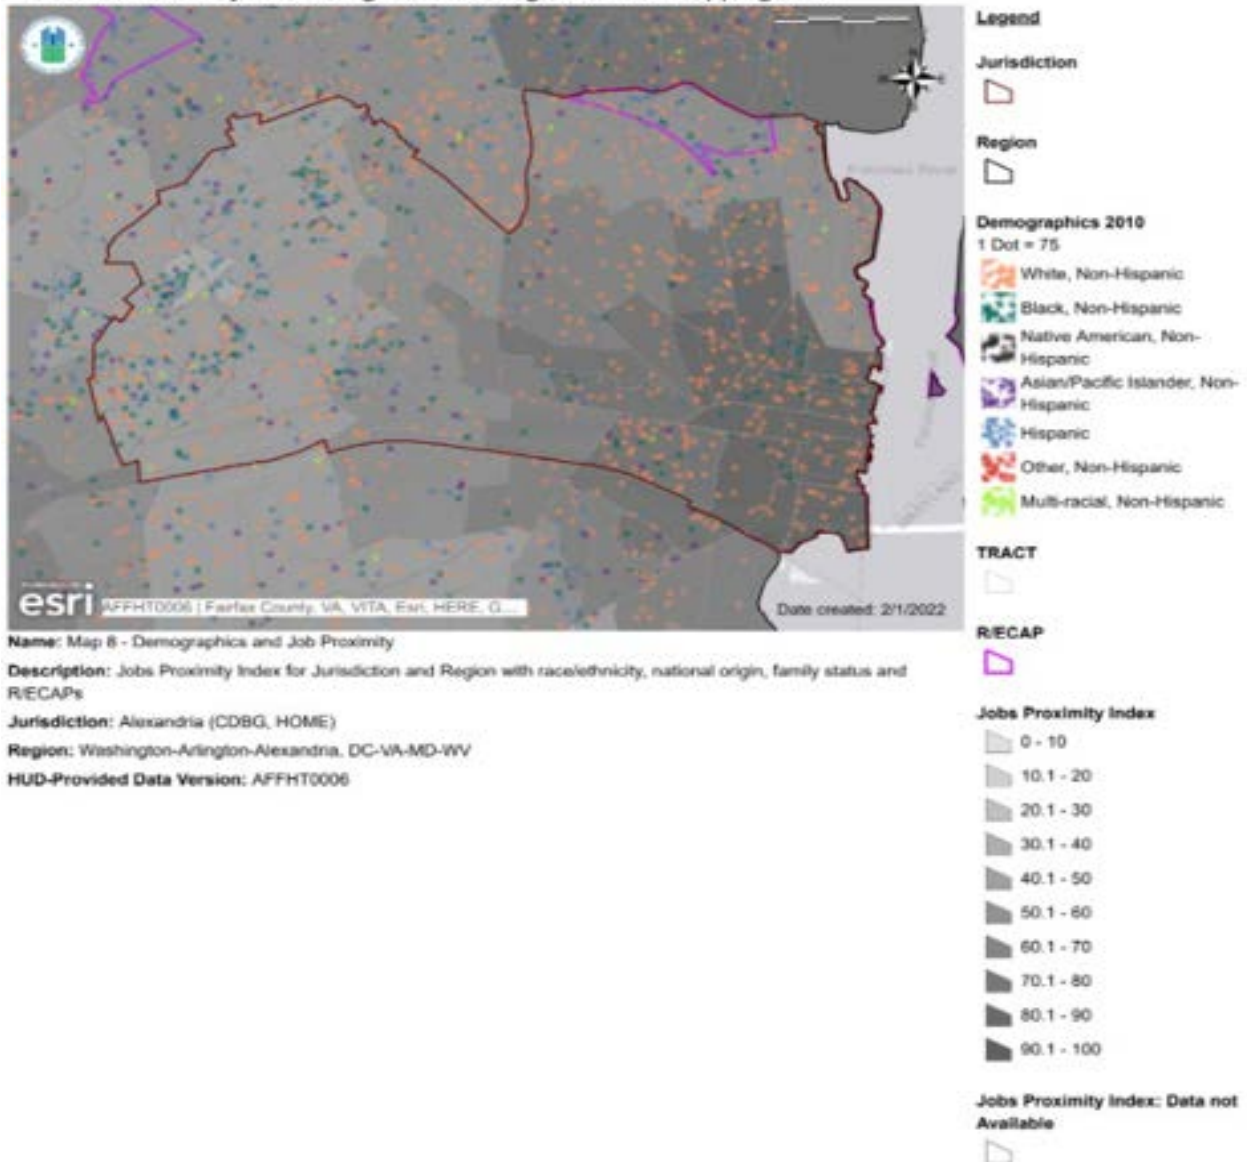 esri
AFFHT0006 | Fairfax County, VA, VITA, Esri, HERE, G...
Date created: 2/1/2022
Name: Map 8 - Demographics and Job Proximity
Description: Jobs Proximity Index for Jurisdiction and Region with race/ethnicity, national origin, family status and
R/ECAPs
Jurisdiction: Alexandria (CDBG, HOME)
Region: Washington-Arlington-Alexandria, DC-VA-MD-WV
HUD-Provided Data Version: AFFHT0006
Legend
Jurisdiction
Region
Demographics 2010
1 Dot = 75
White, Non-Hispanic
Black, Non-Hispanic
Native American, Non-
Hispanic
Asian/Pacific Islander, Non-
Hispanic
Hispanic
Other, Non-Hispanic
Multi-racial, Non-Hispanic
TRACT
R/ECAP
Jobs Proximity Index
0 - 10
10.1 - 20
20.1 - 30
30.1 - 40
40.1 - 50
50.1 - 60
60.1 - 70
70.1 - 80
80.1 - 90
90.1 - 100
Jobs Proximity Index: Data not
Available